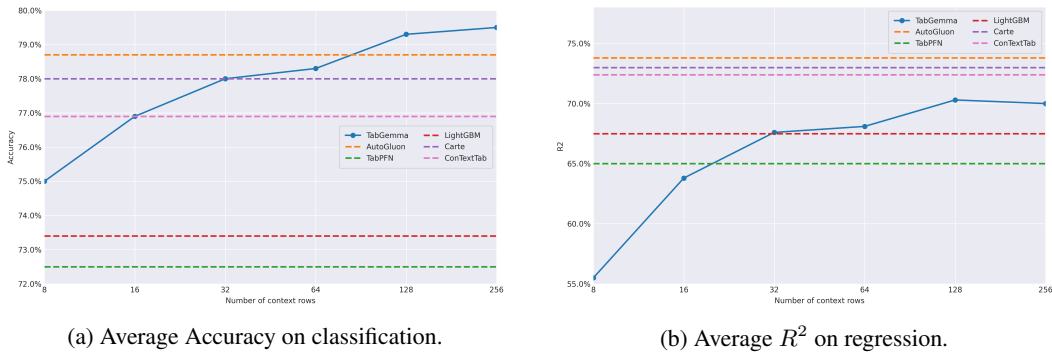 80.0%
79.0%
78.0%
77.0%
76.0%
75.0%
74.0%
73.0%
72.0%
Accuracy
8 16 32 64 128 256
Number of context rows
TabGemma LightGBM
AutoGluon Carte
TabPFN ConTextTab
(a) Average Accuracy on classification.
75.0%
70.0%
65.0%
60.0%
55.0%
R2
8 16 32 64 128 256
Number of context rows
TabGemma LightGBM
AutoGluon Carte
TabPFN ConTextTab
(b) Average R² on regression.